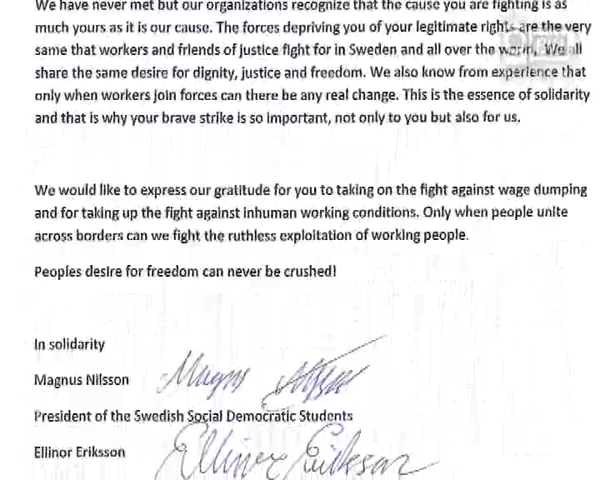 We have never met but our organizations recognize that the cause you are fighting is as
much yours as it is our cause. The forces depriving you of your legitimate rights are the very
same that workers and friends of justice fight for in Sweden and all over the world. We all
share the same desire for dignity, justice and freedom. We also know from experience that
only when workers join forces can there be any real change. This is the essence of solidarity
and that is why your brave strike is so important, not only to you but also for us.
We would like to express our gratitude for you to taking on the fight against wage dumping
and for taking up the fight against inhuman working conditions. Only when people unite
across borders can we fight the ruthless exploitation of working people.
Peoples desire for freedom can never be crushed!
In solidarity
Magnus Nilsson Magnus
President of the Swedish Social Democratic Students
Ellinor Eriksson Ellinor Eriksson